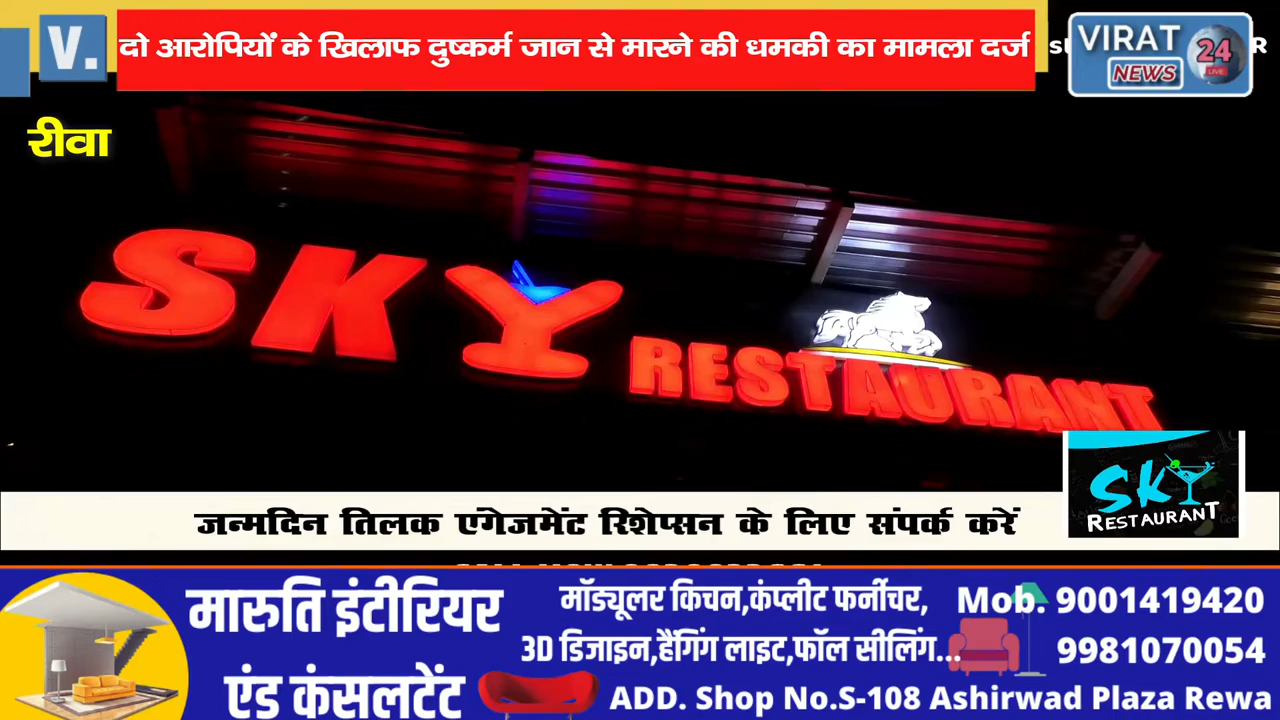 V.
दो आरोपियों के खिलाफ दुष्कर्म जान से मारने की धमकी का मामला दर्ज
VIRAT
24
LIVE
NEWS
R
रीवा
SKY RESTAURANT
SKY
RESTAURANT
जन्मदिन तिलक एंगेजमेंट रिशेप्सन के लिए संपर्क करें
मारुति इंटीरियर
एंड कंसलटेंट
मॉड्यूलर किचन,कंप्लीट फर्नीचर,
3D डिजाइन,हैंगिंग लाइट,फॉल सीलिंग...
Mob. 9001419420
9981070054
ADD. Shop No.S-108 Ashirwad Plaza Rewa